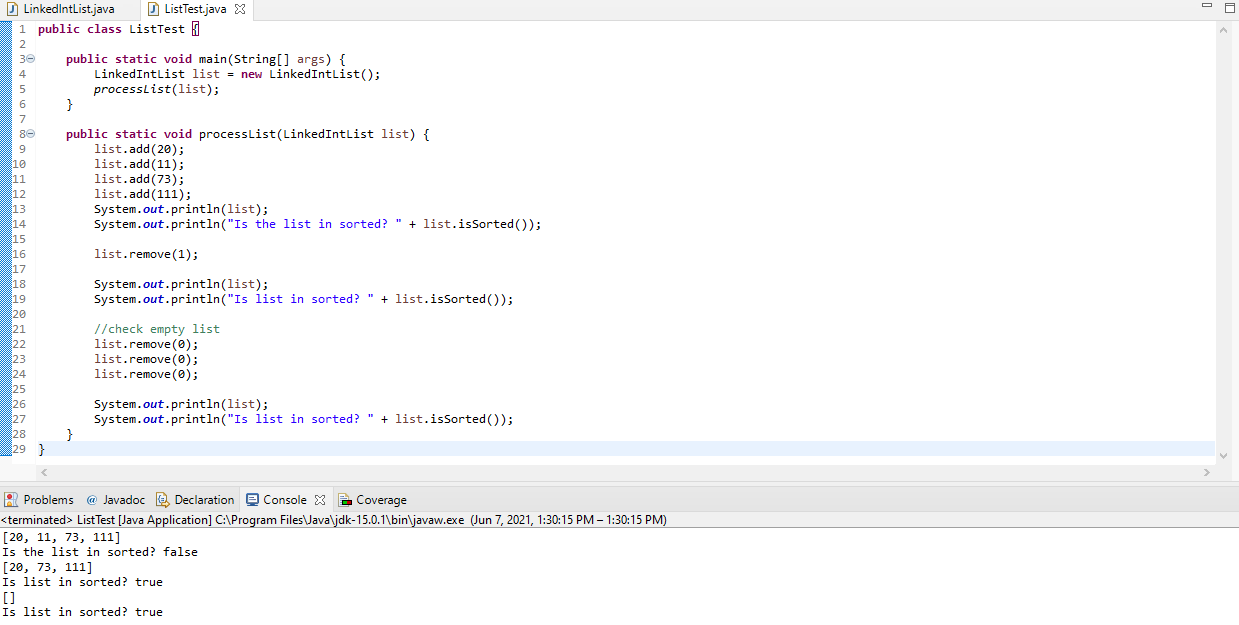 LinkedIntList.java ListTest.java
1 public class ListTest {
2
3 public static void main(String[] args) {
4 LinkedIntList list = new LinkedIntList();
5 processList(list);
6 }
7
8 public static void processList(LinkedIntList list) {
9 list.add(20);
10 list.add(11);
11 list.add(73);
12 list.add(111);
13 System.out.println(list);
14 System.out.println("Is the list in sorted? " + list.isSorted());
15
16 list.remove(1);
17
18 System.out.println(list);
19 System.out.println("Is list in sorted? " + list.isSorted());
20
21 //check empty list
22 list.remove(0);
23 list.remove(0);
24 list.remove(0);
25
26 System.out.println(list);
27 System.out.println("Is list in sorted? " + list.isSorted());
28 }
29 }
Problems @ Javadoc Declaration Console Coverage
<terminated> ListTest [Java Application] C:\Program Files\Java\jdk-15.0.1\bin\javaw.exe (Jun 7, 2021, 1:30:15 PM – 1:30:15 PM)
[20, 11, 73, 111]
Is the list in sorted? false
[20, 73, 111]
Is list in sorted? true
[]
Is list in sorted? true